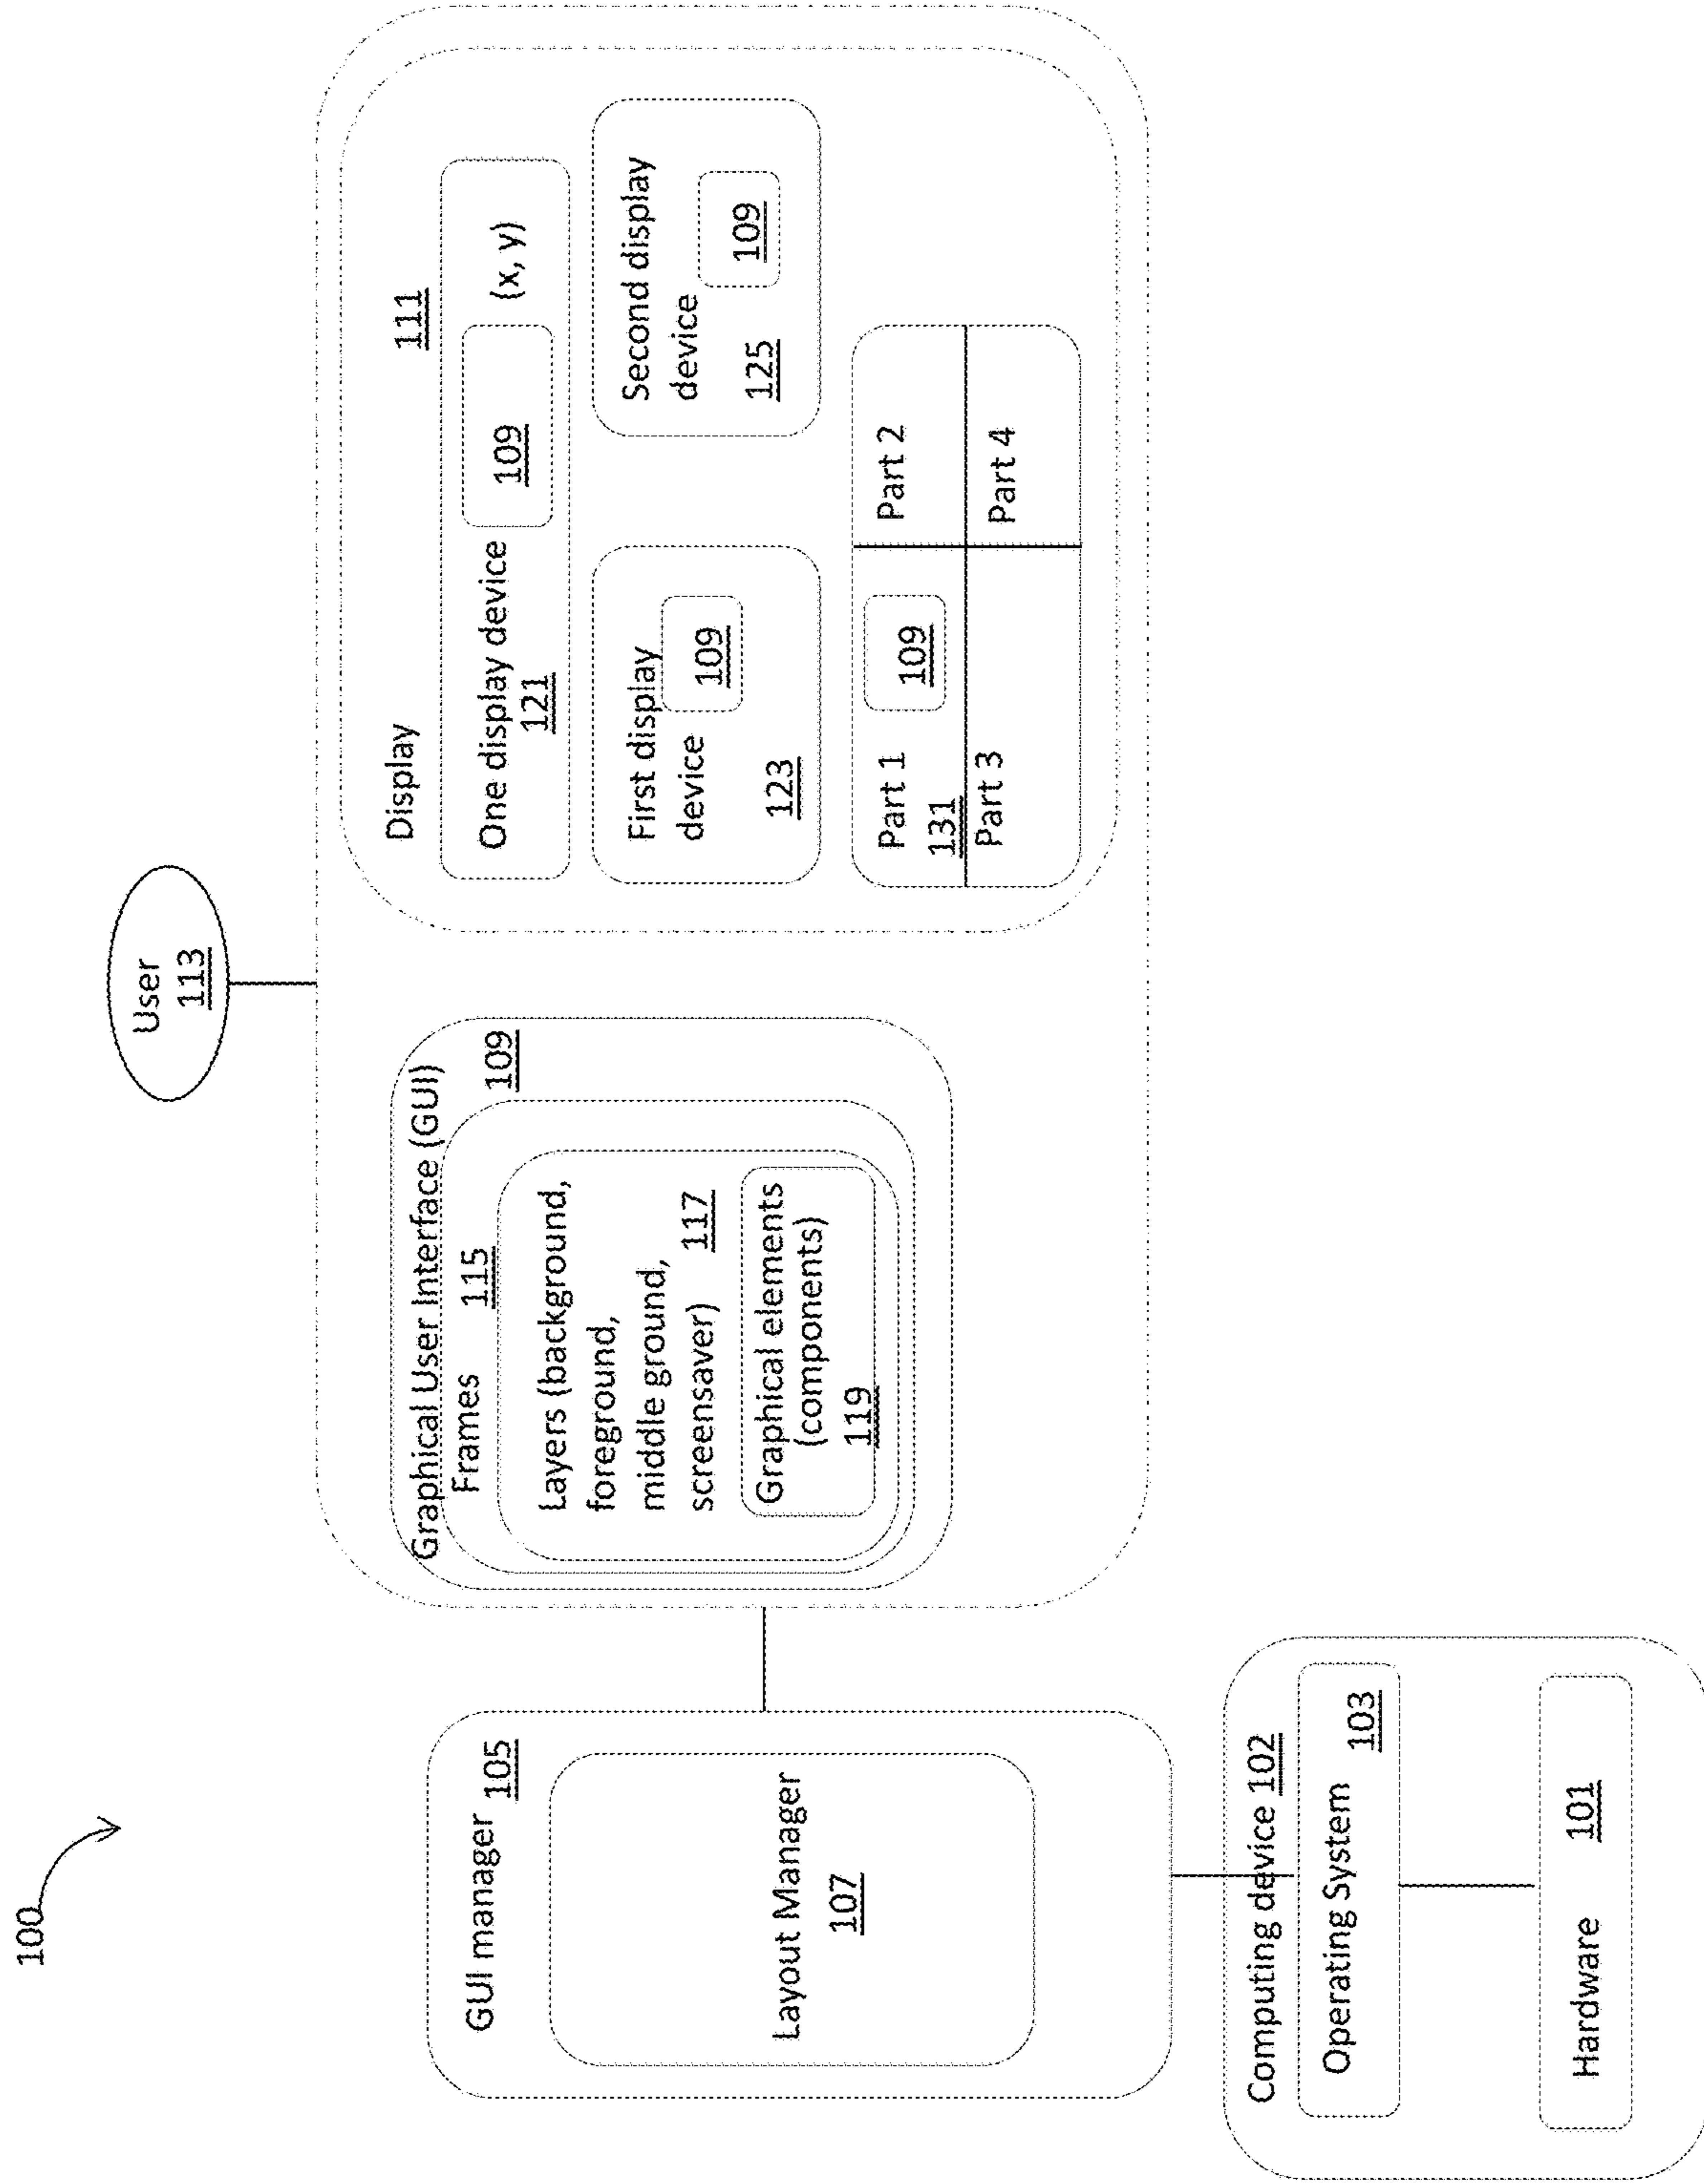 100
User
113
GUI manager
105
Layout Manager
107
Computing device 102
Operating System
103
Hardware
101
Graphical User Interface (GUI)
109
Frames
115
Layers (background,
foreground,
middle ground,
screensaver)
117
Graphical elements
(components)
119
Display
111
One display device
121
109
(x, y)
First display
device
109
123
Second display
device
109
125
Part 1
109
131
Part 2
Part 3
Part 4